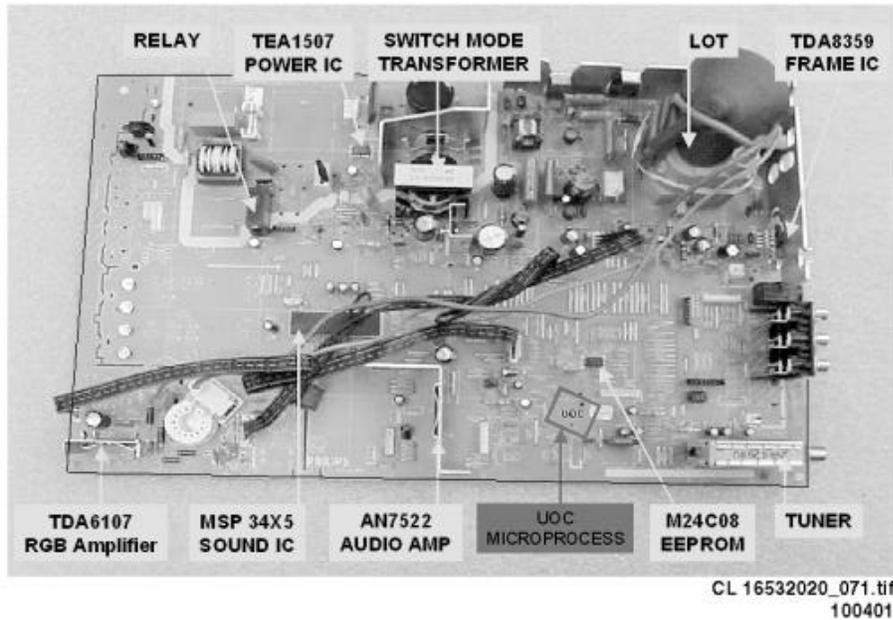 RELAY
TEA1507
POWER IC
SWITCH MODE
TRANSFORMER
LOT
TDA8359
FRAME IC
UOC
PHILIPS
TDA6107
RGB Amplifier
MSP 34X5
SOUND IC
AN7522
AUDIO AMP
UOC
MICROPROCESS
M24C08
EEPROM
TUNER
CL 16532020_071.tif
100401